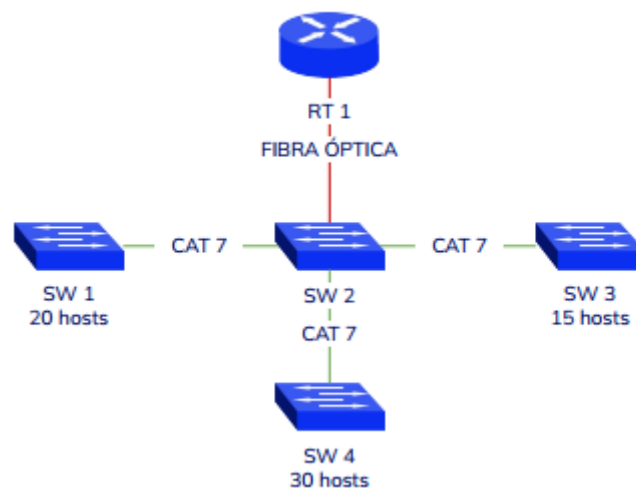 RT 1
FIBRA ÓPTICA
CAT 7
CAT 7
SW 1
20 hosts
SW 2
SW 3
15 hosts
CAT 7
SW 4
30 hosts